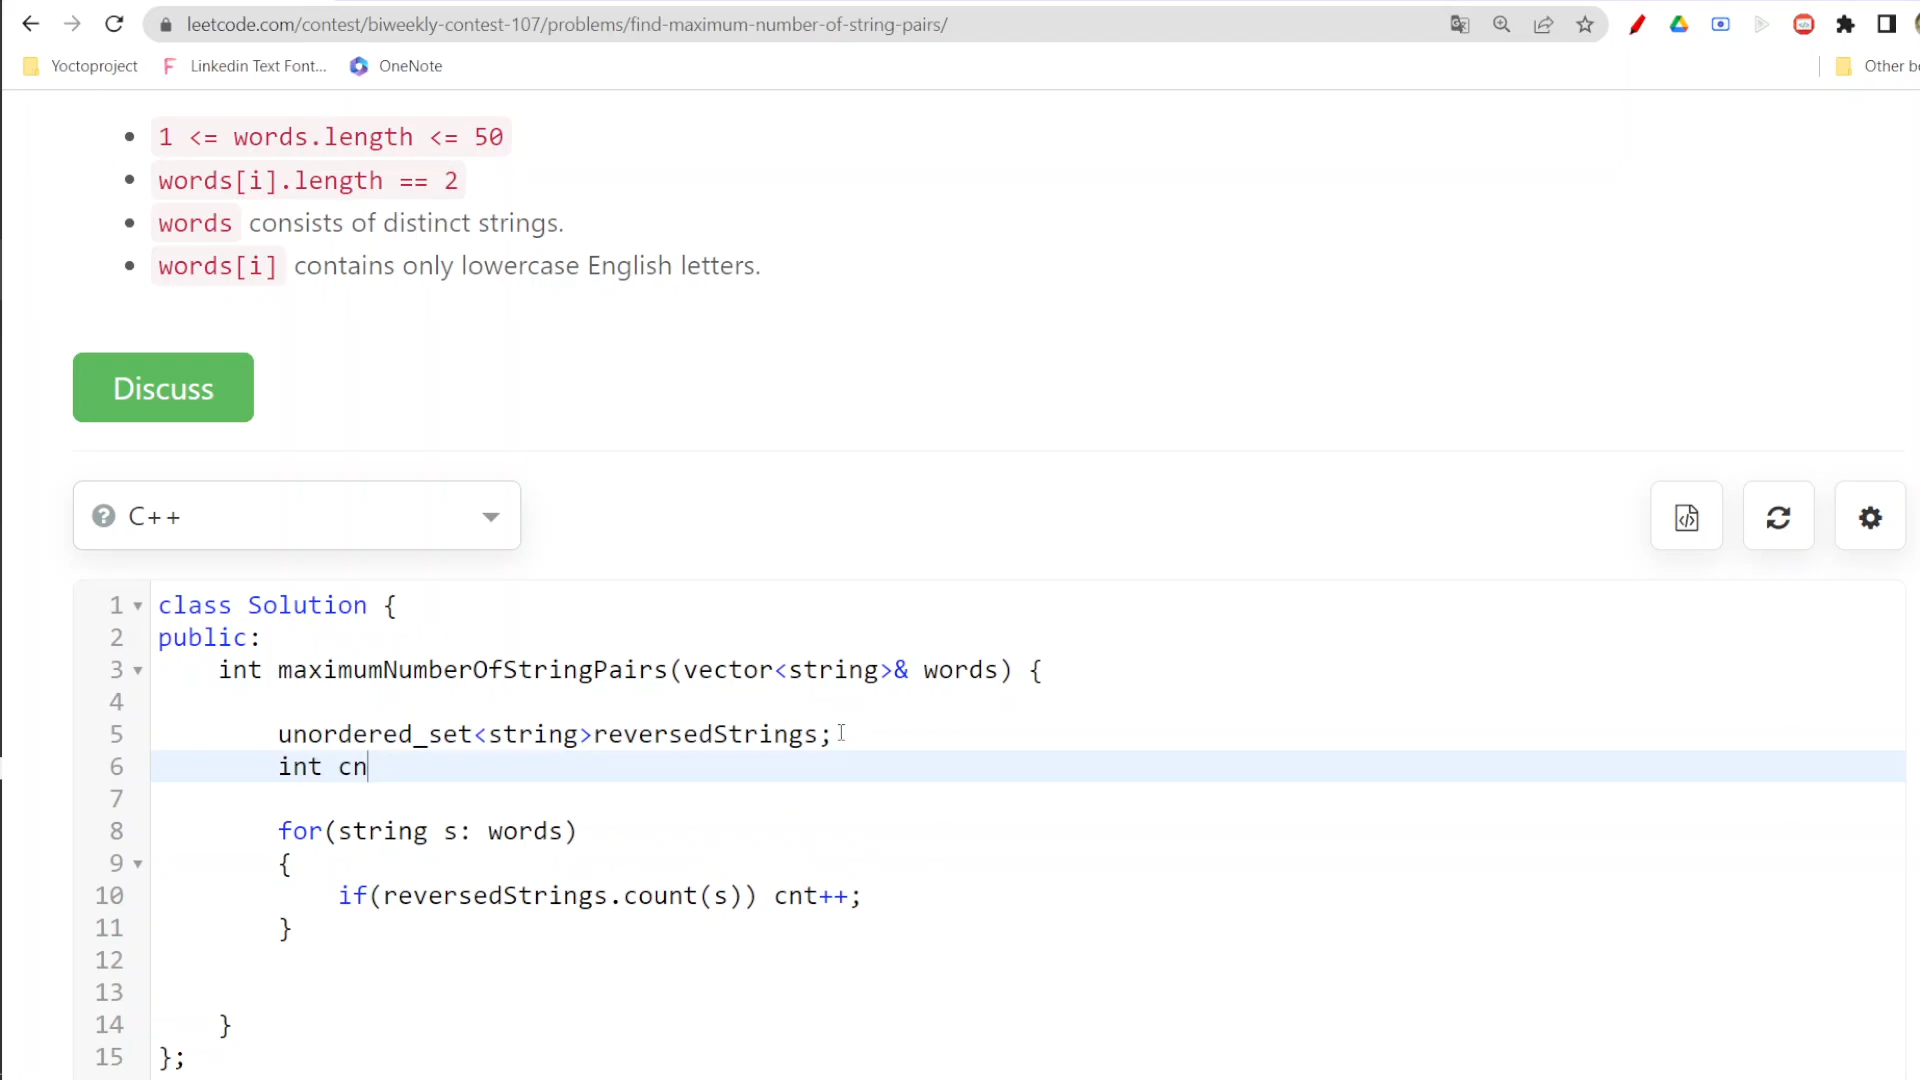 leetcode.com/contest/biweekly-contest-107/problems/find-maximum-number-of-string-pairs/
Yoctoproject
Linkedin Text Font...
OneNote
Other bo
1 <= words.length <= 50
words[i].length == 2
words consists of distinct strings.
words[i] contains only lowercase English letters.
Discuss
C++
1 class Solution {
2 public:
3     int maximumNumberOfStringPairs(vector<string>& words) {
4
5         unordered_set<string>reversedStrings;
6         int cn
7
8         for(string s: words)
9         {
10             if(reversedStrings.count(s)) cnt++;
11         }
12
13
14     }
15 };